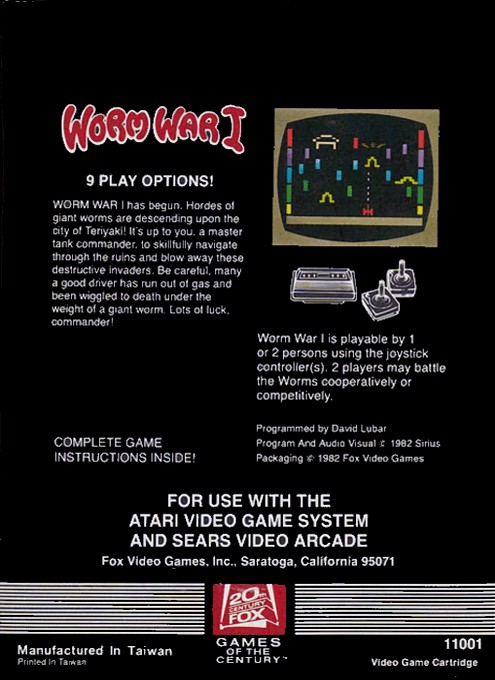 WORM WAR I
9 PLAY OPTIONS!
WORM WAR I has begun. Hordes of
giant worms are descending upon the
city of Teriyaki! It's up to you, a master
tank commander, to skillfully navigate
through the ruins and blow away these
destructive invaders. Be careful, many
a good driver has run out of gas and
been wiggled to death under the
weight of a giant worm. Lots of luck,
commander!
Worm War I is playable by 1
or 2 persons using the joystick
controller(s). 2 players may battle
the Worms cooperatively or
competitively.
COMPLETE GAME
INSTRUCTIONS INSIDE!
Programmed by David Lubar
Program And Audio Visual © 1982 Sirius
Packaging © 1982 Fox Video Games
FOR USE WITH THE
ATARI VIDEO GAME SYSTEM
AND SEARS VIDEO ARCADE
Fox Video Games, Inc., Saratoga, California 95071
20th
CENTURY
FOX
GAMES
OF THE
CENTURY™
Manufactured In Taiwan
Printed In Taiwan
11001
Video Game Cartridge